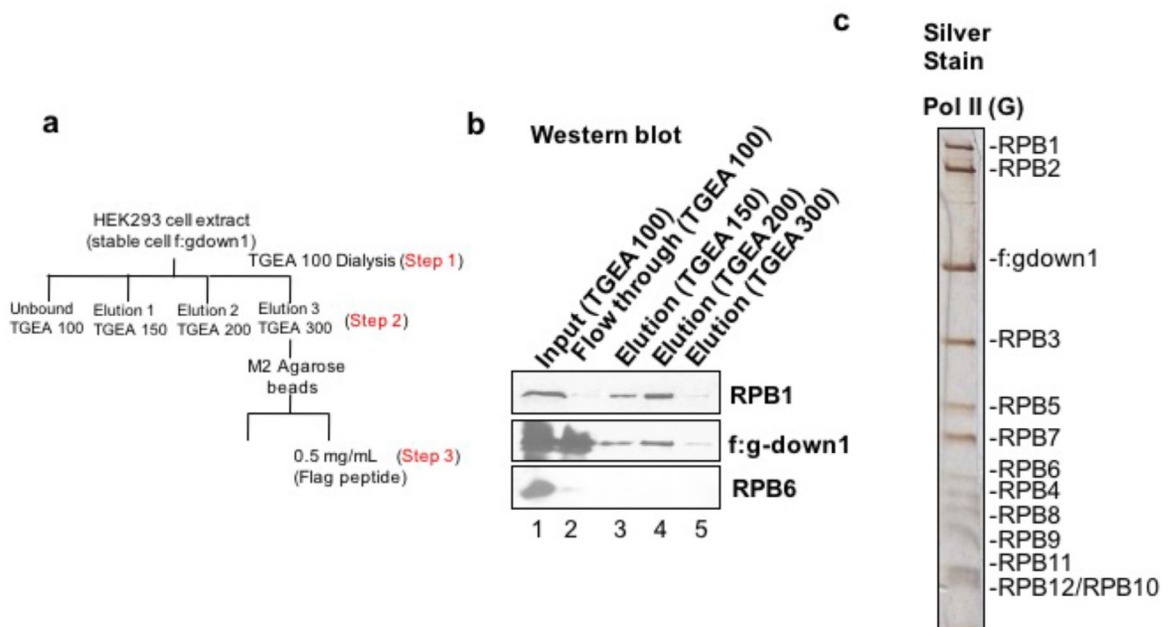 a
HEK293 cell extract
(stable cell f:gdown1)
TGEA 100 Dialysis (Step 1)
Unbound
TGEA 100
Elution 1
TGEA 150
Elution 2
TGEA 200
Elution 3
TGEA 300
(Step 2)
M2 Agarose
beads
0.5 mg/mL (Step 3)
(Flag peptide)
b
Western blot
Input (TGEA 100)
Flow through (TGEA 100)
Elution (TGEA 150)
Elution (TGEA 200)
Elution (TGEA 300)
RPB1
f:g-down1
RPB6
1 2 3 4 5
c
Silver
Stain
Pol II (G)
-RPB1
-RPB2
-f:gdown1
-RPB3
-RPB5
-RPB7
-RPB6
-RPB4
-RPB8
-RPB9
-RPB11
-RPB12/RPB10